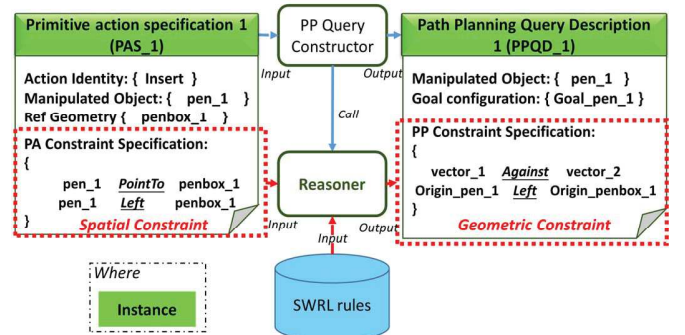 Primitive action specification 1
(PAS_1)
Action Identity: { Insert }
Manipulated Object: { pen_1 }
Ref Geometry { penbox_1 }
PA Constraint Specification:
{
pen_1 PointTo penbox_1
pen_1 Left penbox_1
}
Spatial Constraint
Input
PP Query
Constructor
Output
Call
Reasoner
Input
Input
Output
SWRL rules
Path Planning Query Description
1 (PPQD_1)
Manipulated Object: { pen_1 }
Goal configuration: { Goal_pen_1 }
PP Constraint Specification:
{
vector_1 Against vector_2
Origin_pen_1 Left Origin_penbox_1
}
Geometric Constraint
Where
Instance